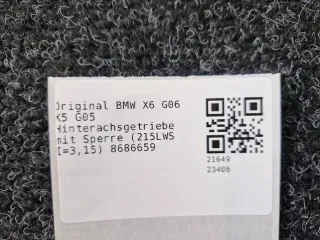 Original BMW X6 G06
X5 G05
Hinterachsgetriebe
mit Sperre (215LWS
I=3,15) 8686659
21649
23406